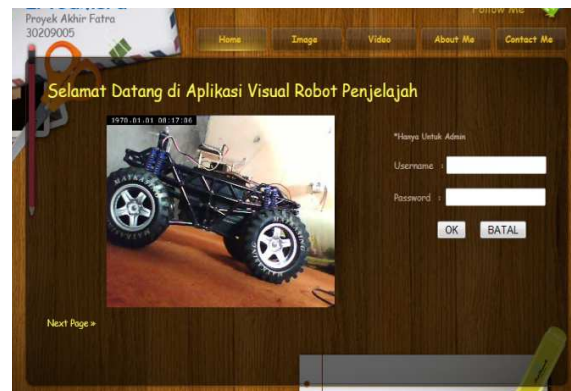 Proyek Akhir Fatra
30209005
Follow Me
Home
Image
Video
About Me
Contact Me
Selamat Datang di Aplikasi Visual Robot Penjelajah
1970-01-01 08:17:06
*Hanya Untuk Admin
Username :
Password :
OK
BATAL
Next Page »